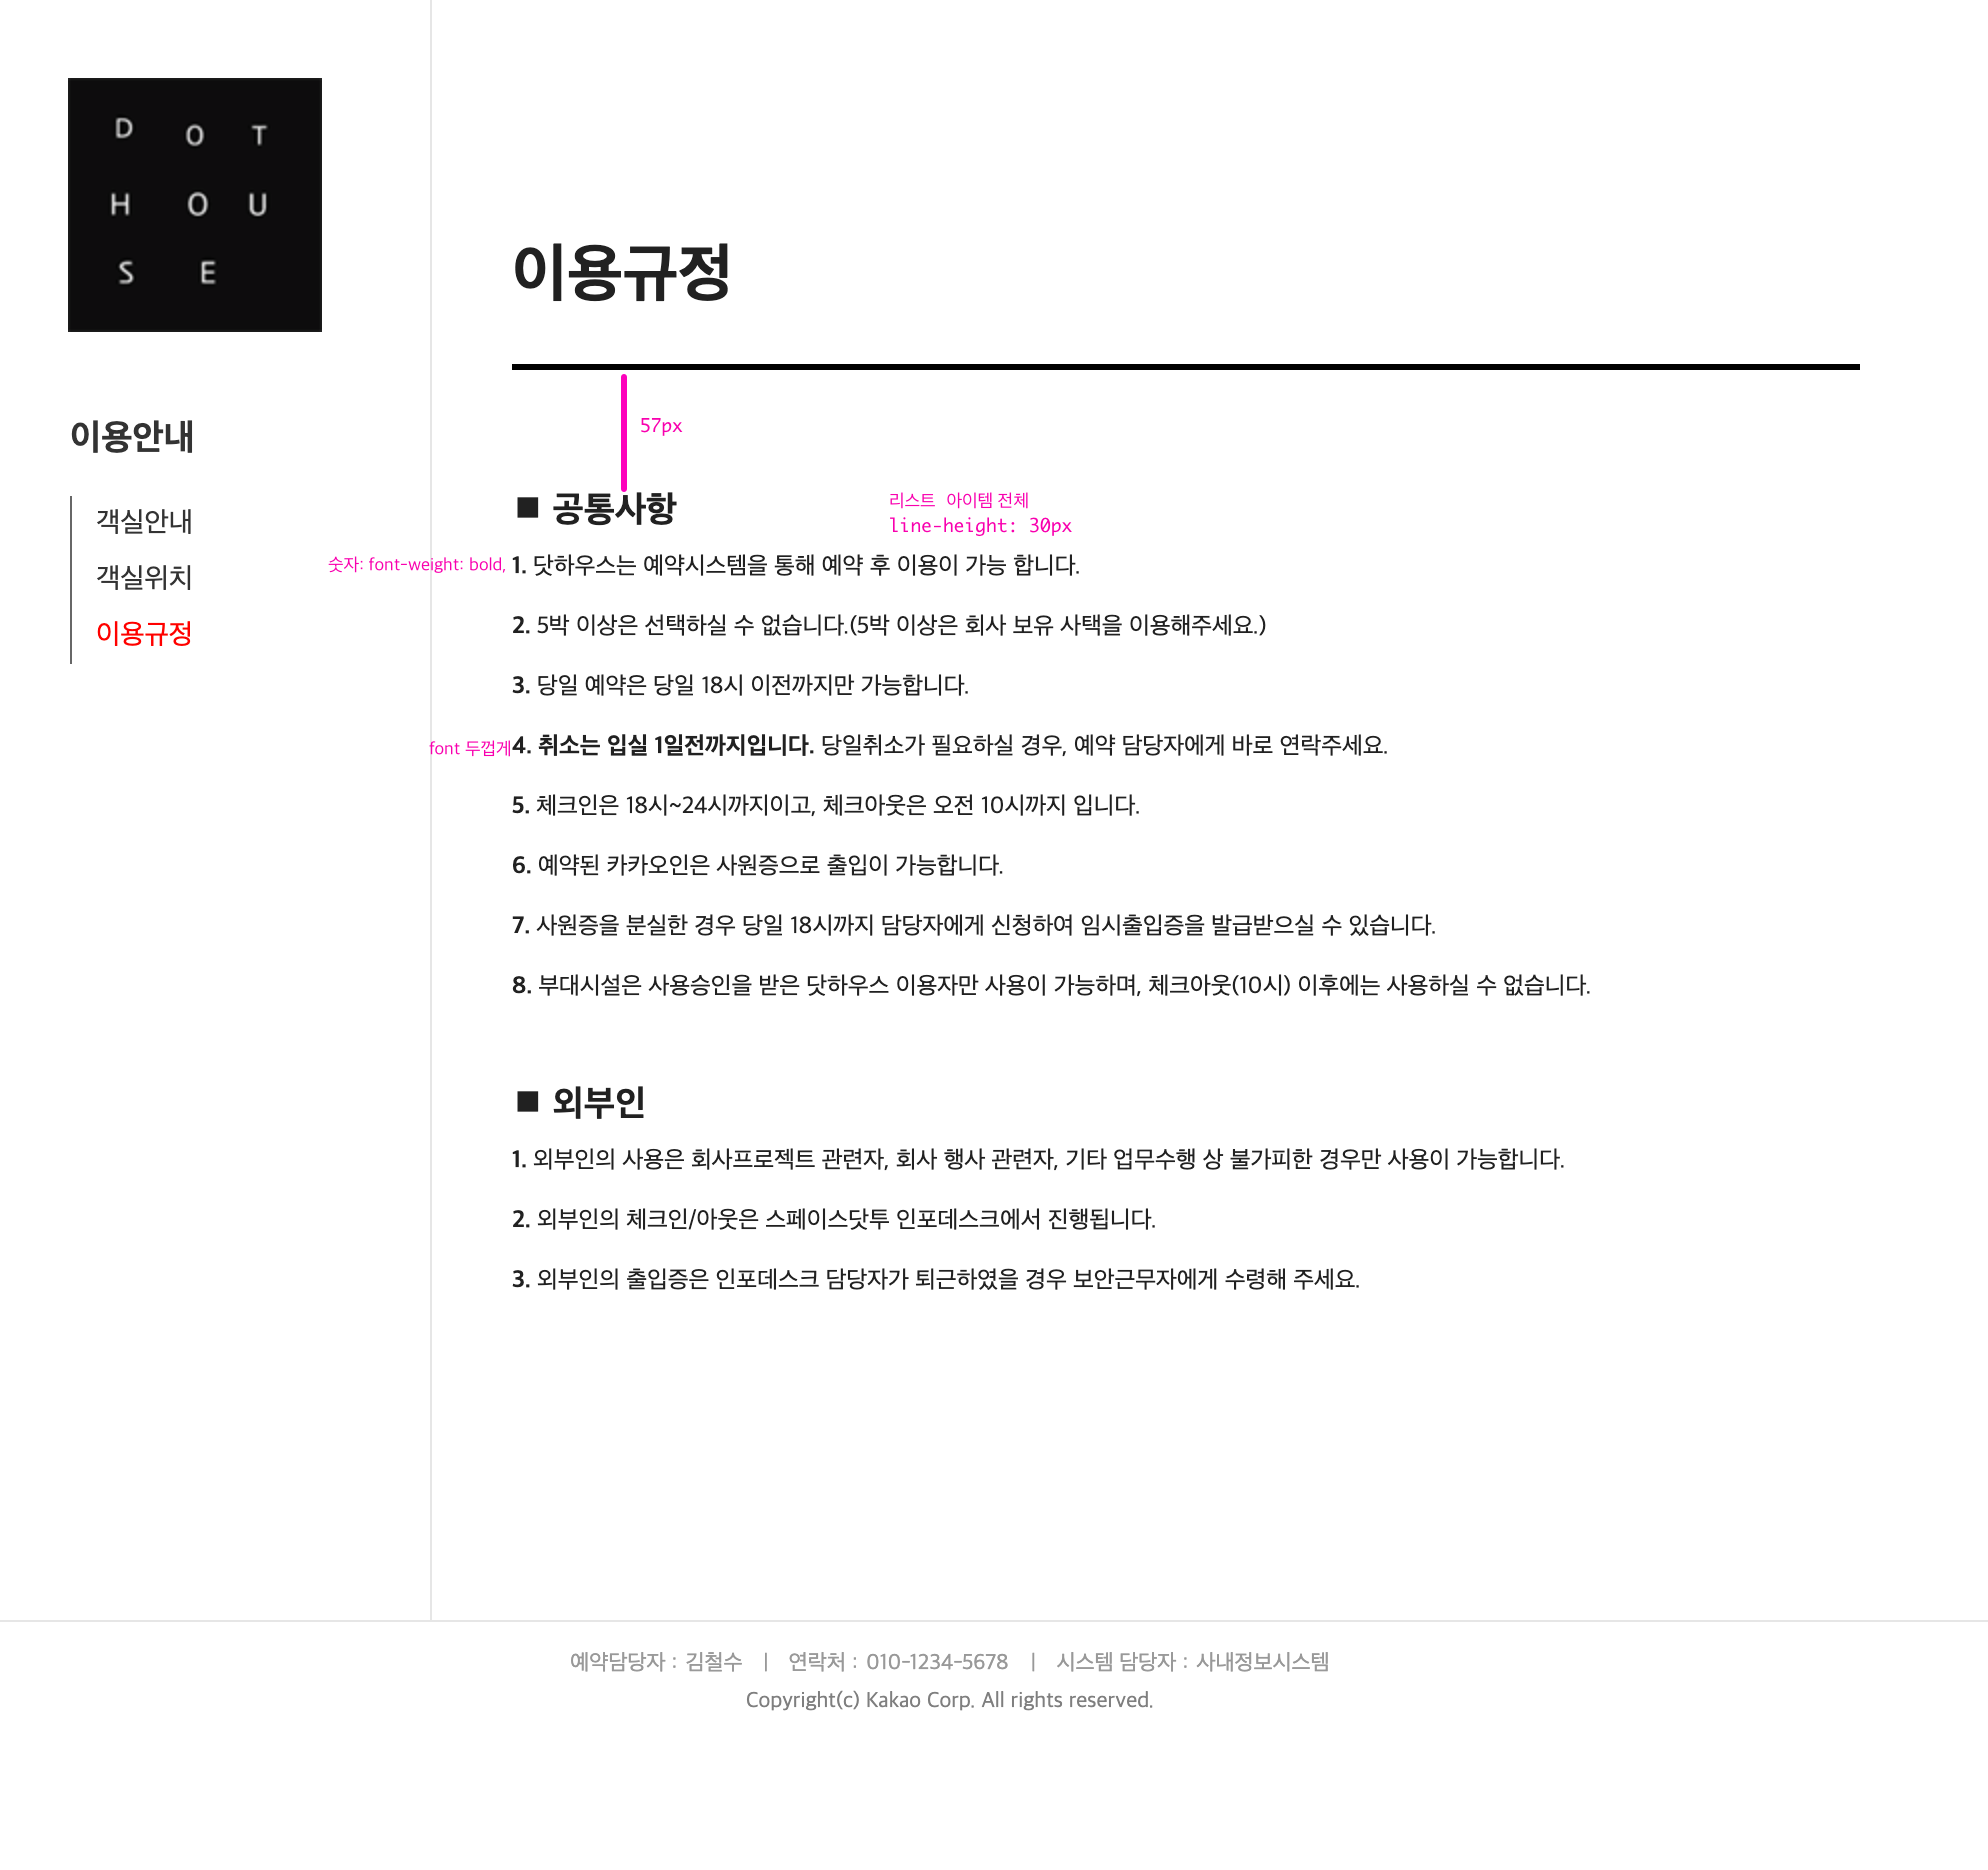 D O T
H O U
S E
이용안내
객실안내
객실위치
이용규정
이용규정
57px
■ 공통사항
리스트 아이템 전체
line-height: 30px
숫자: font-weight: bold,
1. 닷하우스는 예약시스템을 통해 예약 후 이용이 가능 합니다.
2. 5박 이상은 선택하실 수 없습니다.(5박 이상은 회사 보유 사택을 이용해주세요.)
3. 당일 예약은 당일 18시 이전까지만 가능합니다.
font 두껍게
4. 취소는 입실 1일전까지입니다. 당일취소가 필요하실 경우, 예약 담당자에게 바로 연락주세요.
5. 체크인은 18시~24시까지이고, 체크아웃은 오전 10시까지 입니다.
6. 예약된 카카오인은 사원증으로 출입이 가능합니다.
7. 사원증을 분실한 경우 당일 18시까지 담당자에게 신청하여 임시출입증을 발급받으실 수 있습니다.
8. 부대시설은 사용승인을 받은 닷하우스 이용자만 사용이 가능하며, 체크아웃(10시) 이후에는 사용하실 수 없습니다.
■ 외부인
1. 외부인의 사용은 회사프로젝트 관련자, 회사 행사 관련자, 기타 업무수행 상 불가피한 경우만 사용이 가능합니다.
2. 외부인의 체크인/아웃은 스페이스닷투 인포데스크에서 진행됩니다.
3. 외부인의 출입증은 인포데스크 담당자가 퇴근하였을 경우 보안근무자에게 수령해 주세요.
예약담당자 : 김철수 | 연락처 : 010-1234-5678 | 시스템 담당자 : 사내정보시스템
Copyright(c) Kakao Corp. All rights reserved.